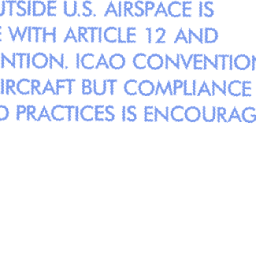 UTSIDE U.S. AIRSPACE IS
WITH ARTICLE 12 AND
NTION. ICAO CONVENTION
IRCRAFT BUT COMPLIANCE
PRACTICES IS ENCOURAG